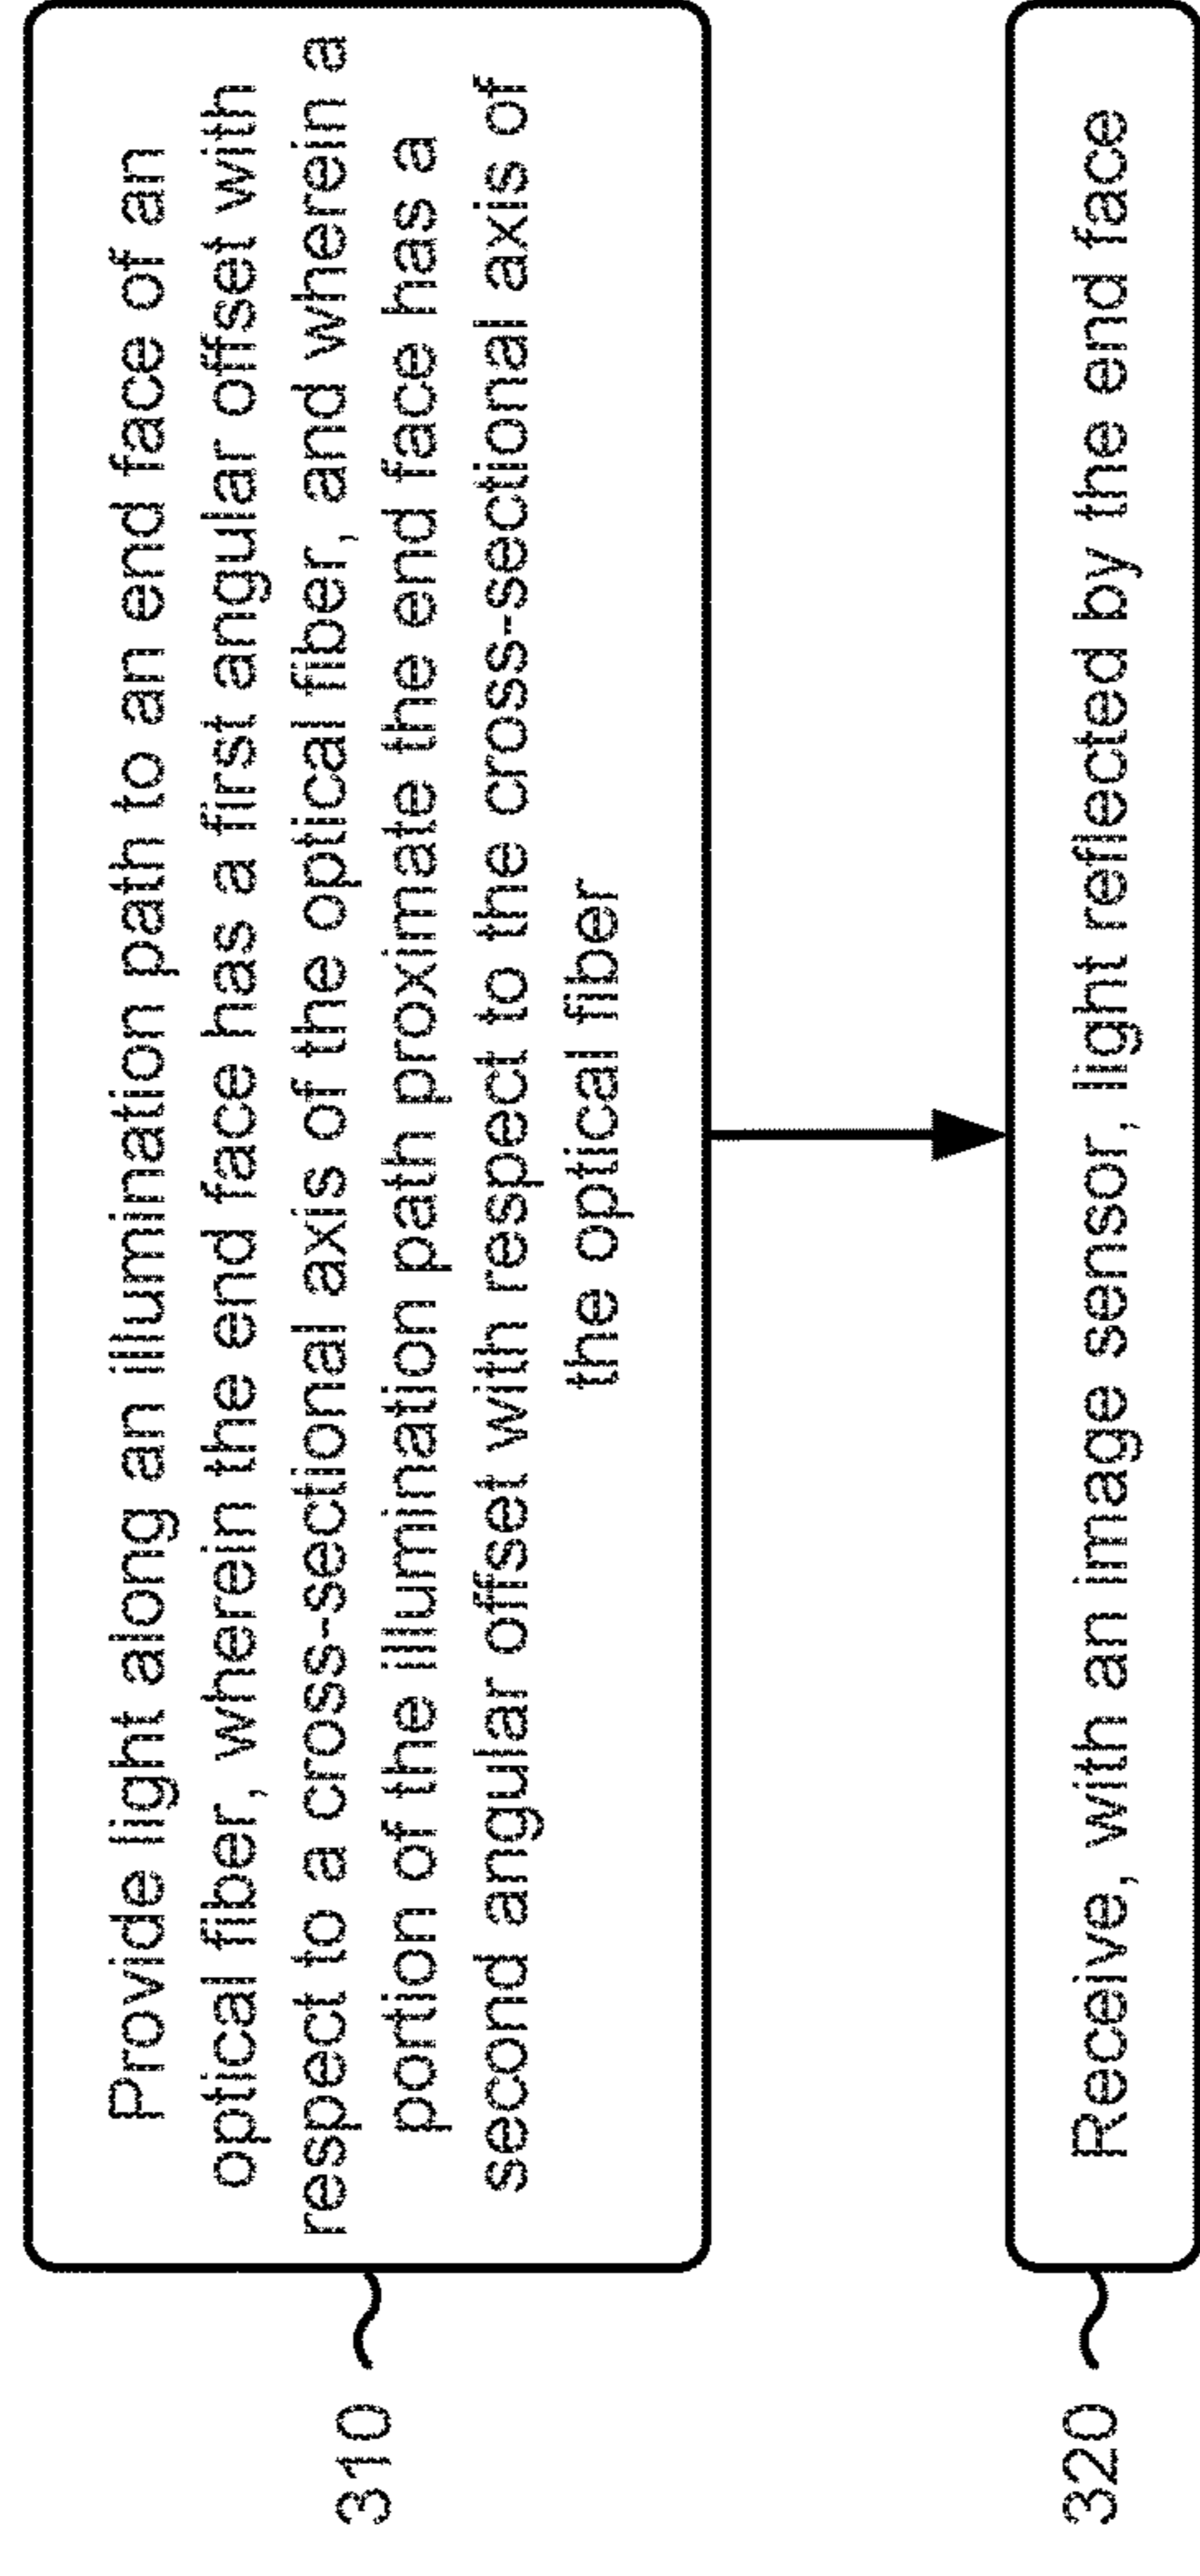 310
Provide light along an illumination path to an end face of an
optical fiber, wherein the end face has a first angular offset with
respect to a cross-sectional axis of the optical fiber, and wherein a
portion of the illumination path proximate the end face has a
second angular offset with respect to the cross-sectional axis of
the optical fiber
320
Receive, with an image sensor, light reflected by the end face